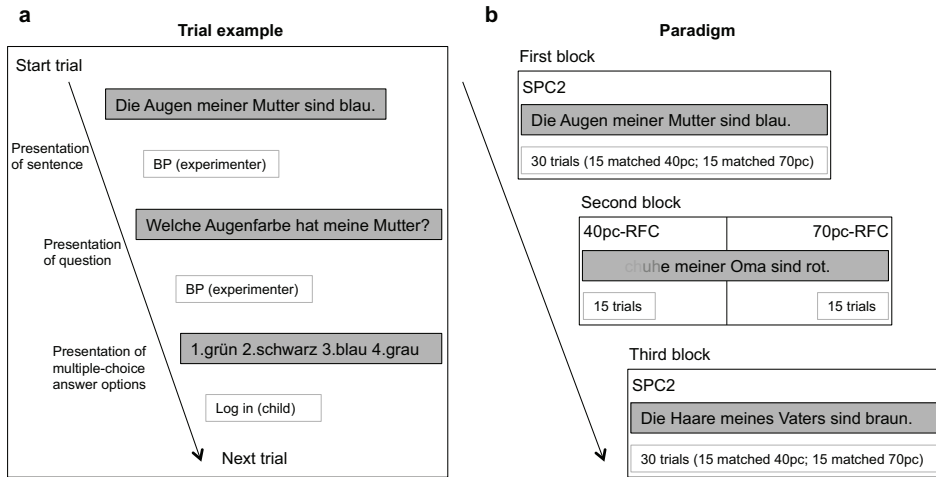 a
Trial example
Start trial
Die Augen meiner Mutter sind blau.
Presentation
of sentence
BP (experimenter)
Welche Augenfarbe hat meine Mutter?
Presentation
of question
BP (experimenter)
1.grün 2.schwarz 3.blau 4.grau
Presentation of
multiple-choice
answer options
Log in (child)
Next trial
b
Paradigm
First block
SPC2
Die Augen meiner Mutter sind blau.
30 trials (15 matched 40pc; 15 matched 70pc)
Second block
40pc-RFC 70pc-RFC
chuhe meiner Oma sind rot.
15 trials 15 trials
Third block
SPC2
Die Haare meines Vaters sind braun.
30 trials (15 matched 40pc; 15 matched 70pc)